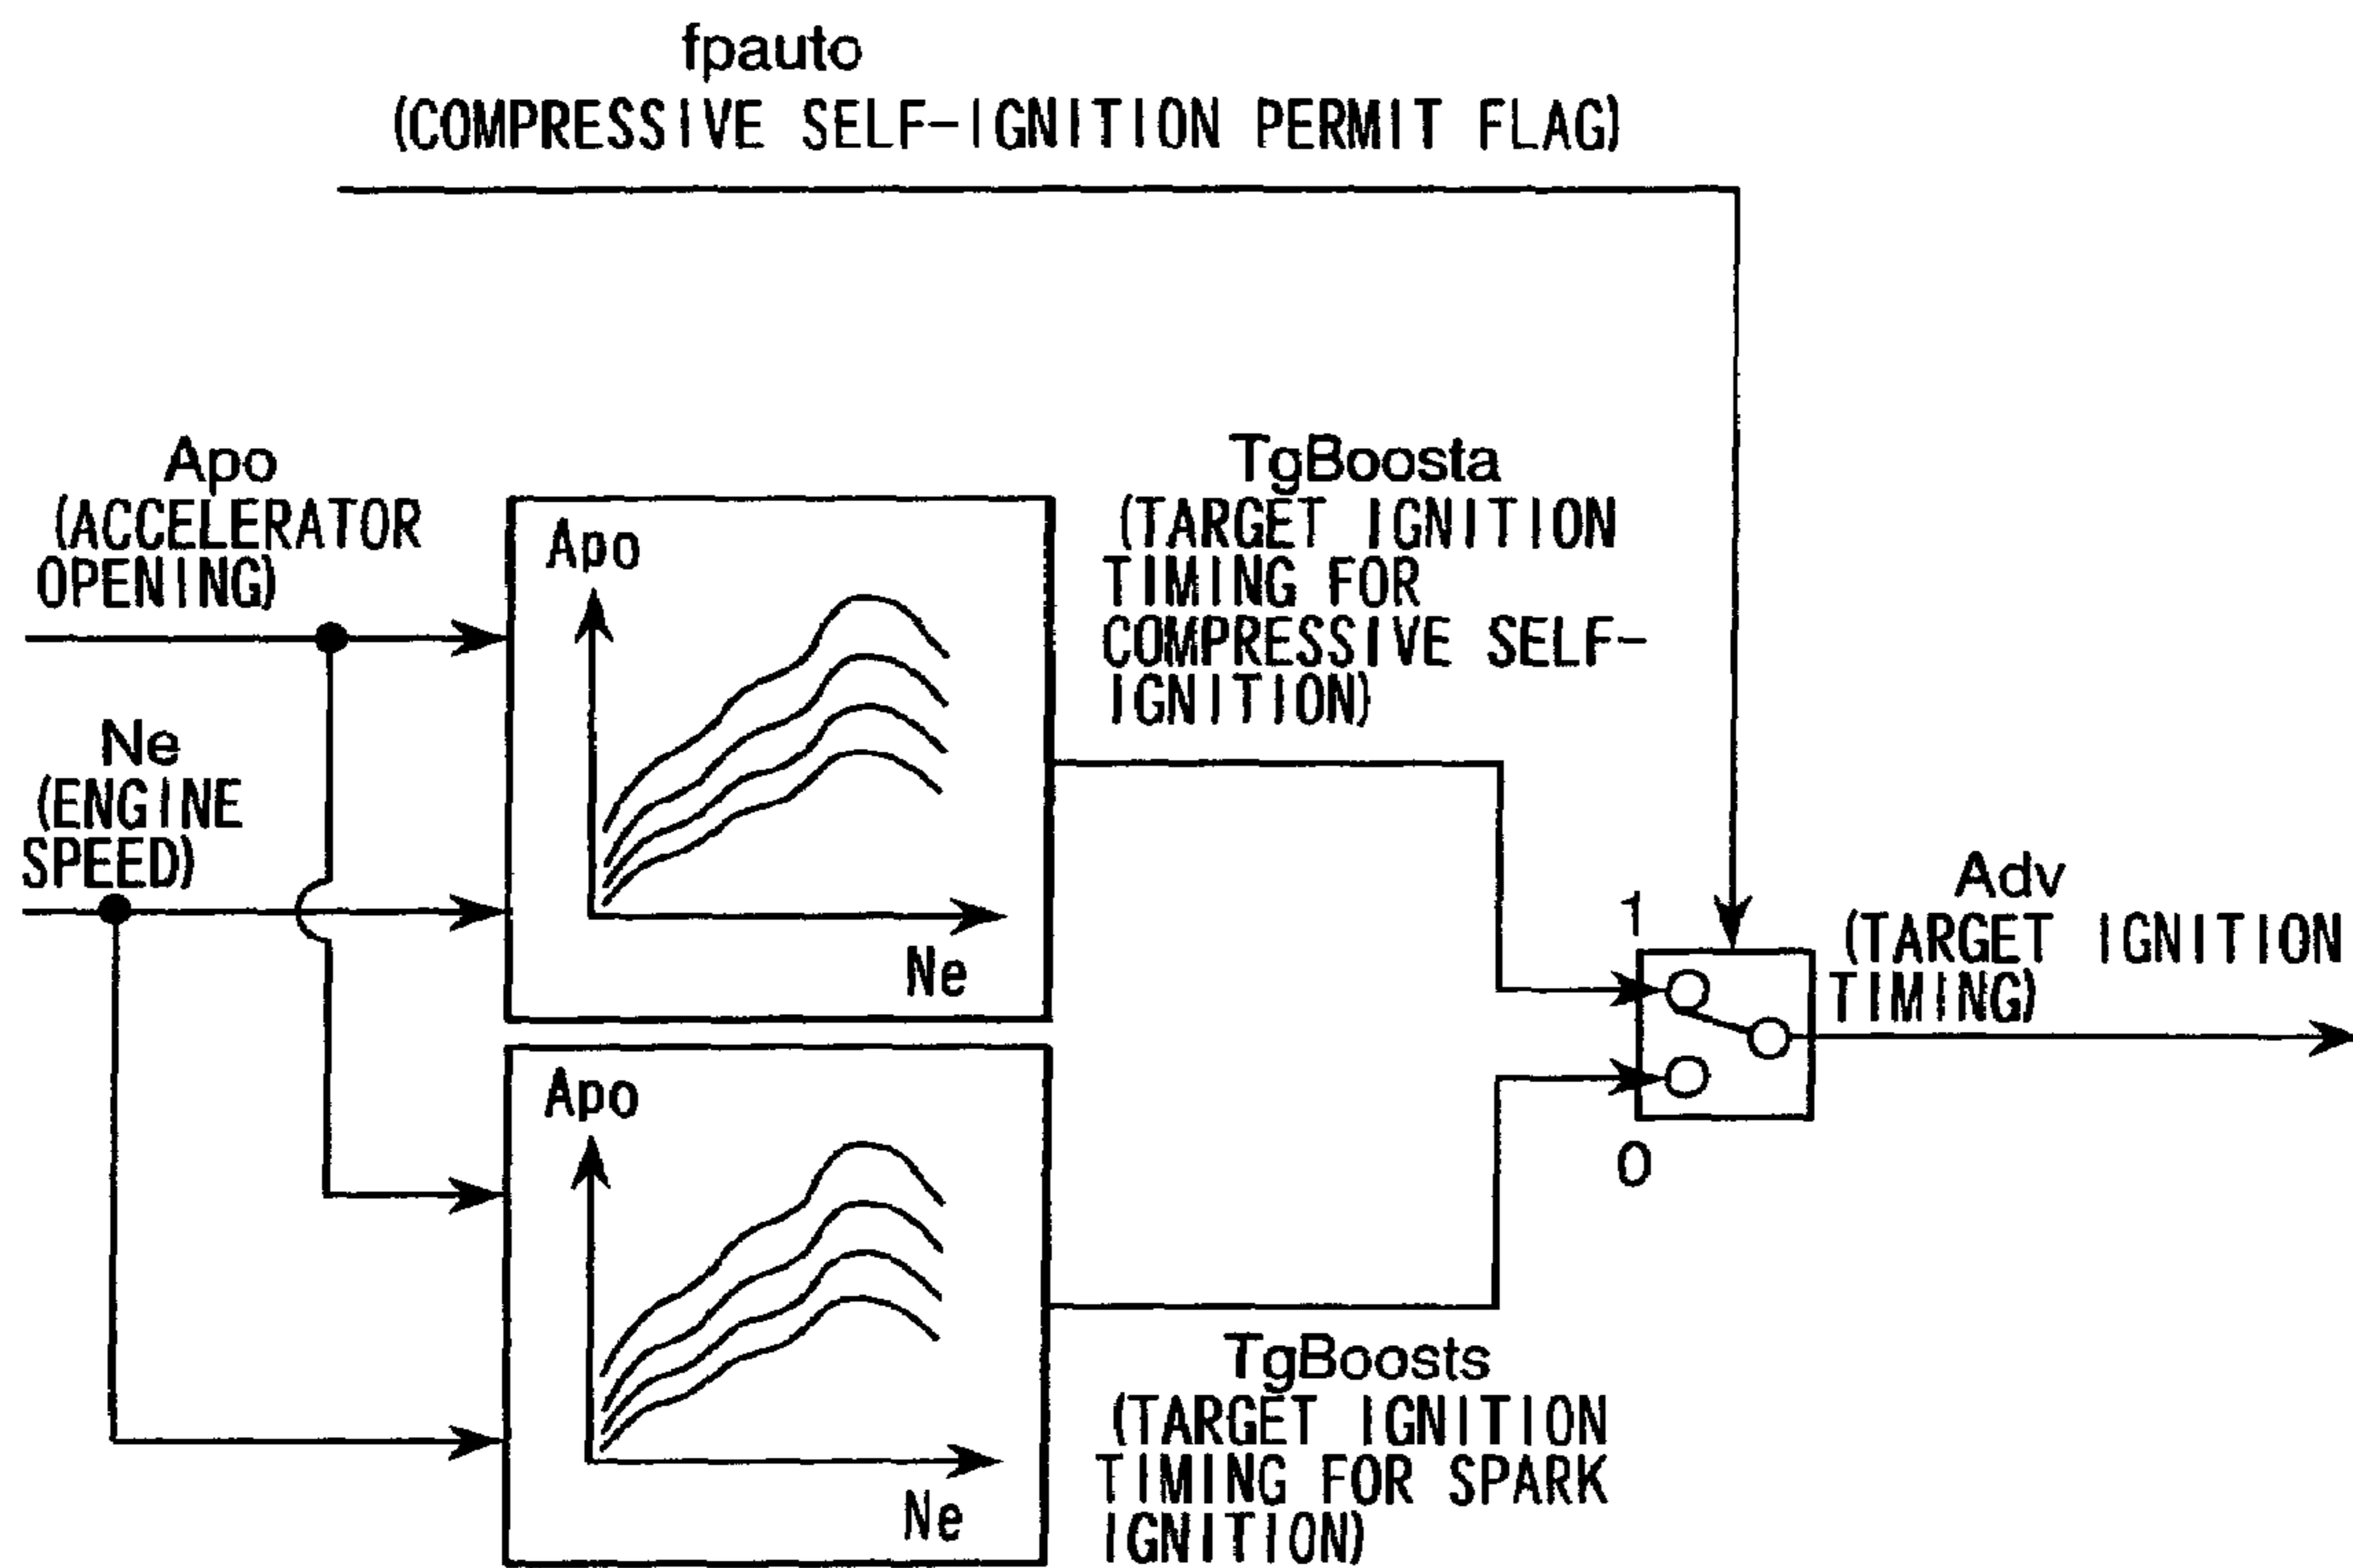 fpauto
(COMPRESSIVE SELF-IGNITION PERMIT FLAG)
Apo
(ACCELERATOR
OPENING)
Ne
(ENGINE
SPEED)
Apo
Ne
TgBoosta
(TARGET IGNITION
TIMING FOR
COMPRESSIVE SELF-
IGNITION)
1
0
Adv
(TARGET IGNITION
TIMING)
Apo
Ne
TgBoosts
(TARGET IGNITION
TIMING FOR SPARK
IGNITION)